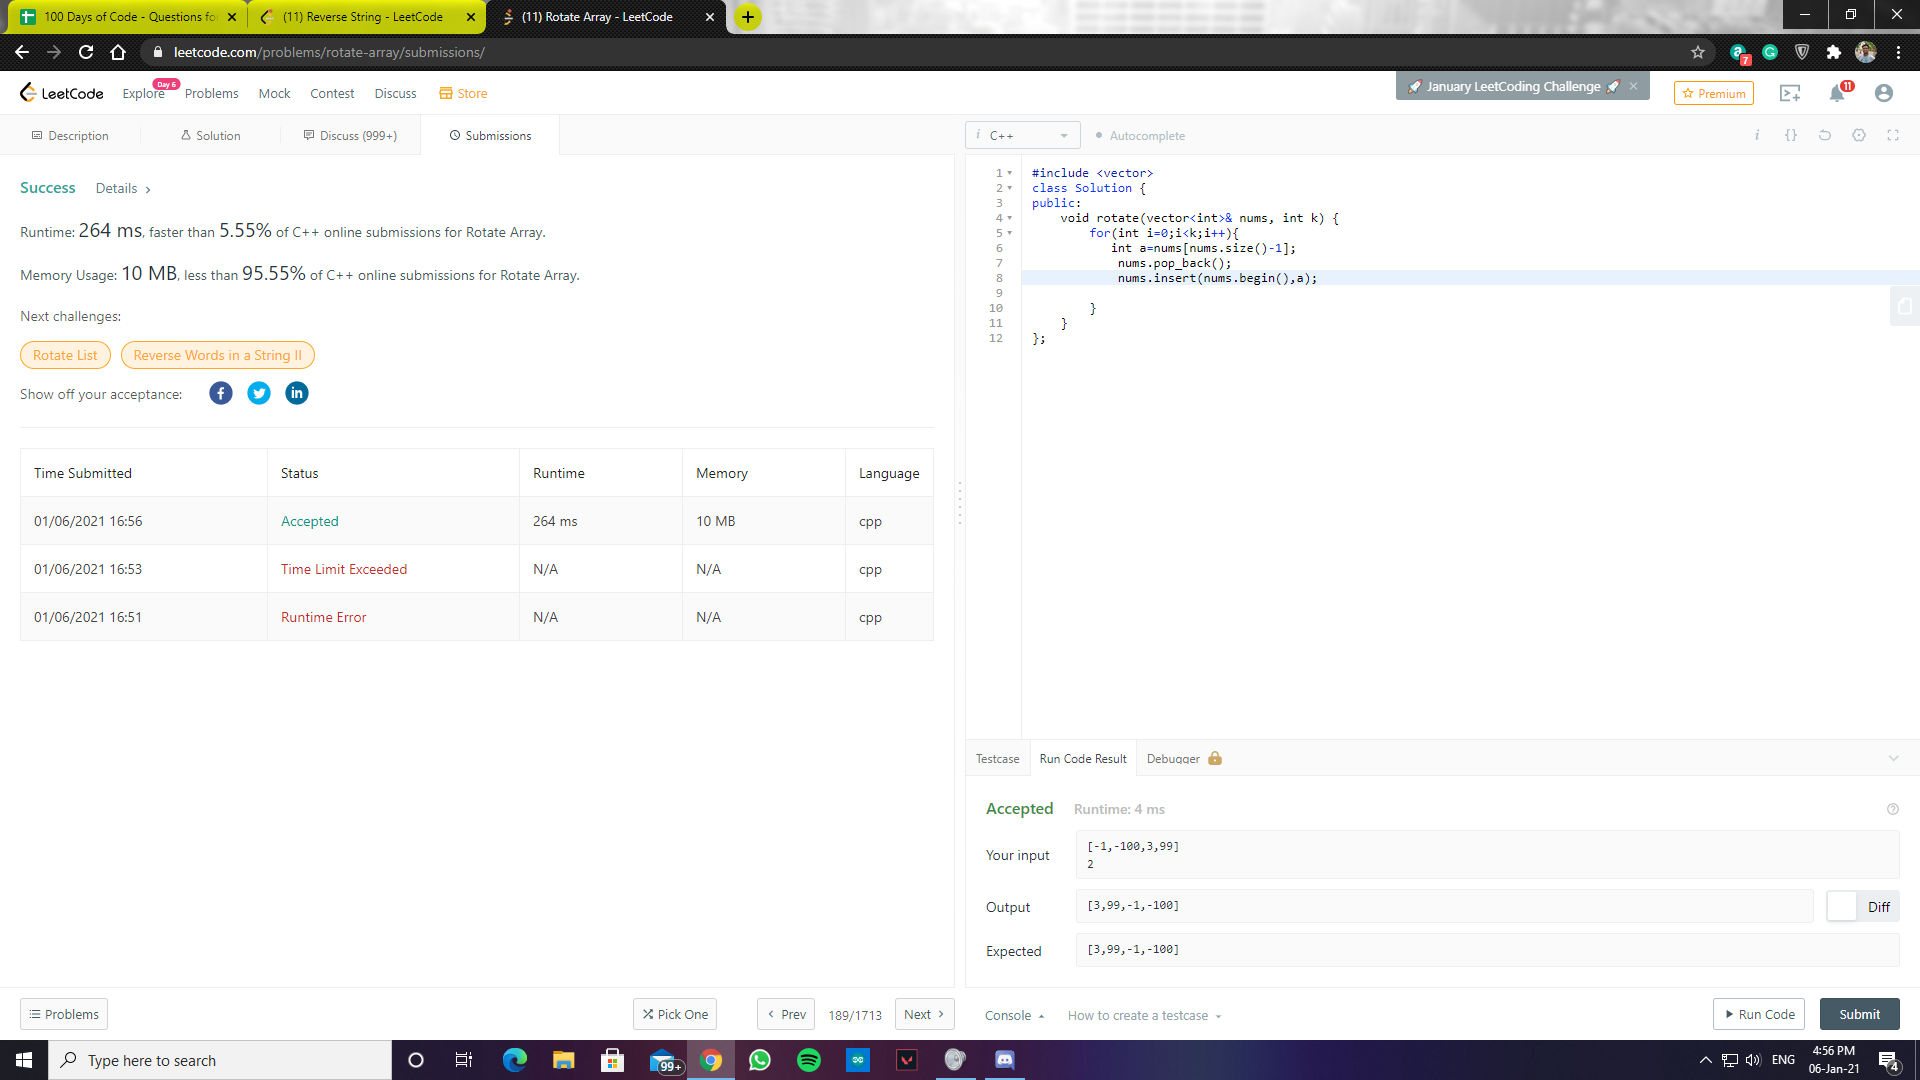 100 Days of Code - Questions fo
(11) Reverse String - LeetCode
(11) Rotate Array - LeetCode
leetcode.com/problems/rotate-array/submissions/
7
LeetCode
Explore
Day 6
Problems
Mock
Contest
Discuss
Store
🚀 January LeetCoding Challenge 🚀 ×
Premium
11
Description
Solution
Discuss (999+)
Submissions
i C++
Autocomplete
Success Details >
Runtime: 264 ms, faster than 5.55% of C++ online submissions for Rotate Array.
Memory Usage: 10 MB, less than 95.55% of C++ online submissions for Rotate Array.
Next challenges:
Rotate List
Reverse Words in a String II
Show off your acceptance:
Time Submitted Status Runtime Memory Language
01/06/2021 16:56 Accepted 264 ms 10 MB cpp
01/06/2021 16:53 Time Limit Exceeded N/A N/A cpp
01/06/2021 16:51 Runtime Error N/A N/A cpp
1 #include <vector>
2 class Solution {
3 public:
4 void rotate(vector<int>& nums, int k) {
5 for(int i=0;i<k;i++){
6 int a=nums[nums.size()-1];
7 nums.pop_back();
8 nums.insert(nums.begin(),a);
9
10 }
11 }
12 };
Testcase
Run Code Result
Debugger
Accepted Runtime: 4 ms
Your input
[-1,-100,3,99]
2
Output
[3,99,-1,-100]
Diff
Expected
[3,99,-1,-100]
Problems
Pick One
< Prev
189/1713
Next >
Console
How to create a testcase
Run Code
Submit
Type here to search
99+
ENG
4:56 PM
06-Jan-21
4